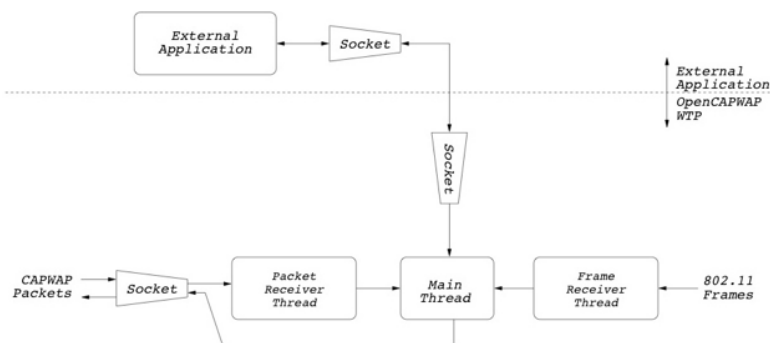 External
Application
Socket
External
Application
OpenCAPWAP
WTP
Socket
CAPWAP
Packets
Socket
Packet
Receiver
Thread
Main
Thread
Frame
Receiver
Thread
802.11
Frames